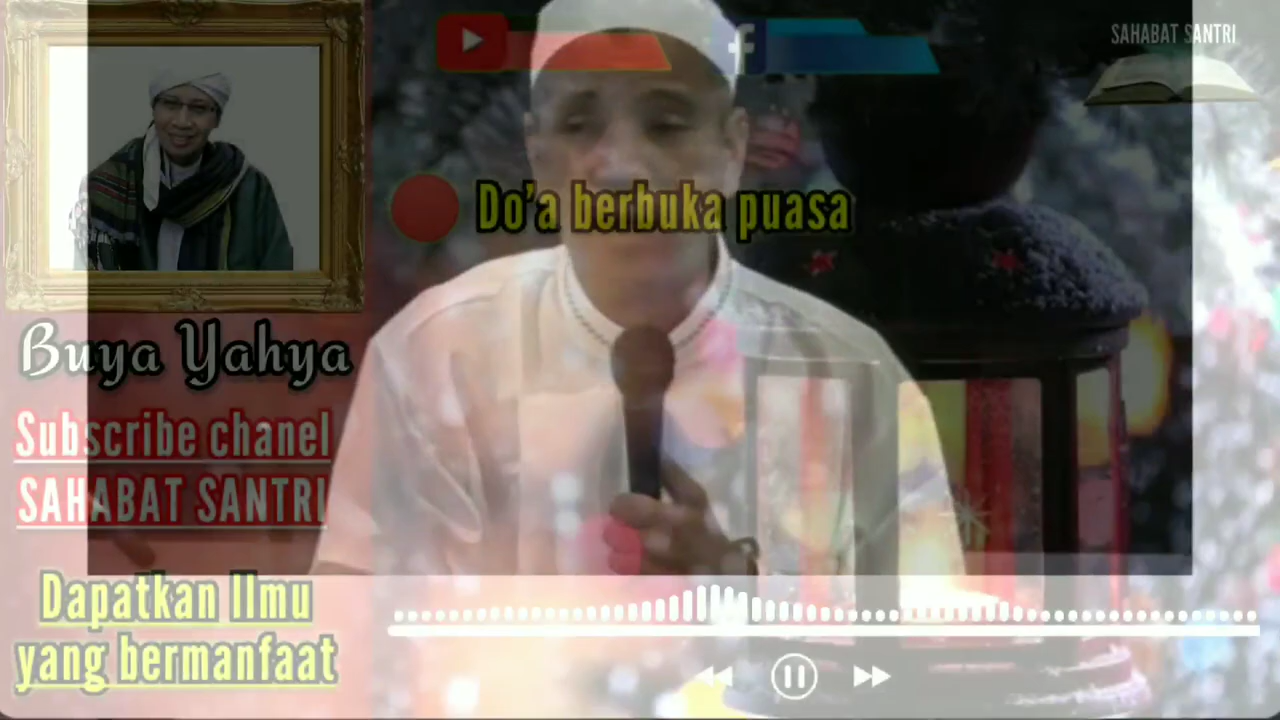 SAHABAT SANTRI
Do'a berbuka puasa
Buya Yahya
Subscribe chanel
SAHABAT SANTRI
Dapatkan Ilmu
yang bermanfaat